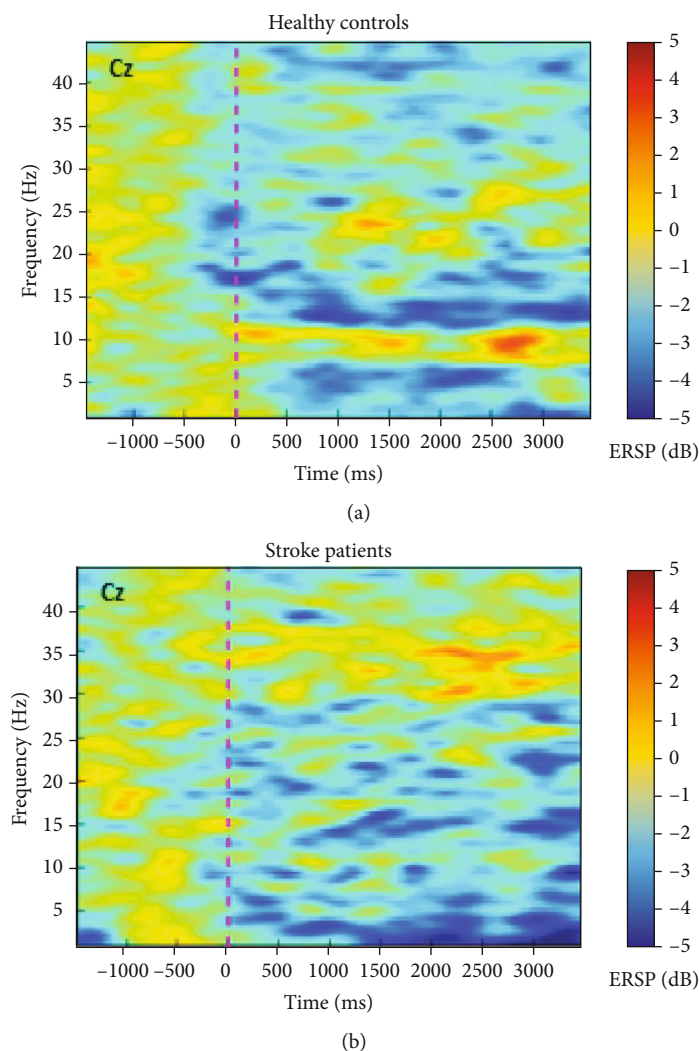 Healthy controls
Cz
40
35
30
25
20
15
10
5
Frequency (Hz)
–1000 –500 0 500 1000 1500 2000 2500 3000
Time (ms)
5
4
3
2
1
0
−1
−2
−3
−4
−5
ERSP (dB)
(a)
Stroke patients
Cz
40
35
30
25
20
15
10
5
Frequency (Hz)
–1000 –500 0 500 1000 1500 2000 2500 3000
Time (ms)
5
4
3
2
1
0
−1
−2
−3
−4
−5
ERSP (dB)
(b)